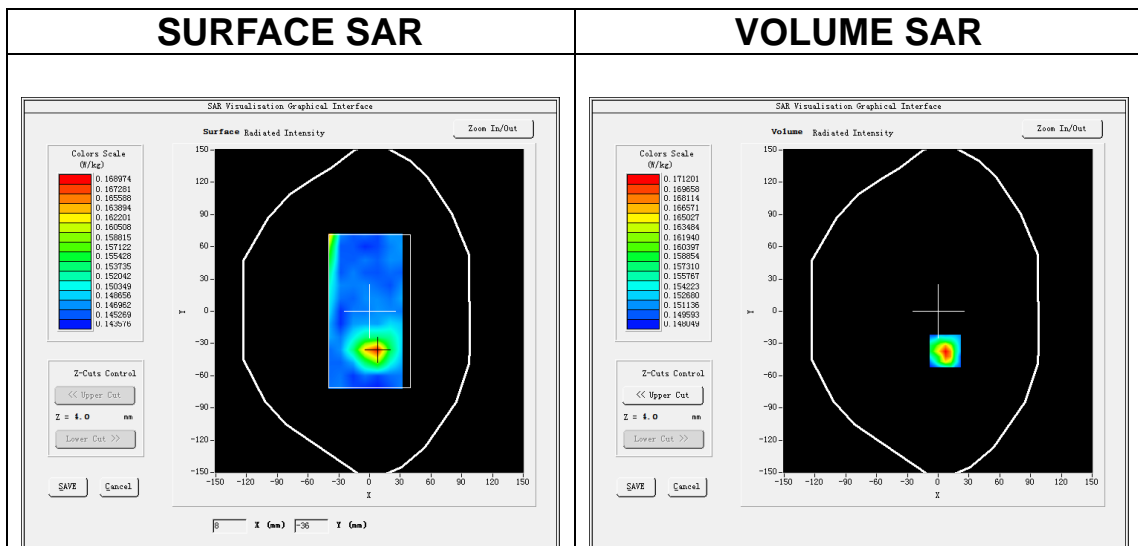 SURFACE SAR
VOLUME SAR
SAR Visualisation Graphical Interface
Surface Radiated Intensity
Zoom In/Out
Colors Scale
(W/kg)
0.168974
0.167281
0.165588
0.163894
0.162201
0.160508
0.158815
0.157122
0.155428
0.153735
0.152042
0.150349
0.148656
0.146962
0.145269
0.143576
Z-Cuts Control
<< Upper Cut
Z = 4.0 mm
Lower Cut >>
SAVE Cancel
150
120
90
60
30
0
-30
-60
-90
-120
-150
Y
-150 -120 -90 -60 -30 0 30 60 90 120 150
X
8 X (mm) -36 Y (mm)
SAR Visualisation Graphical Interface
Volume Radiated Intensity
Zoom In/Out
Colors Scale
(W/kg)
0.171201
0.169658
0.168114
0.166571
0.165027
0.163484
0.161940
0.160397
0.158854
0.157310
0.155767
0.154223
0.152680
0.151136
0.149593
0.148049
Z-Cuts Control
<< Upper Cut
Z = 4.0 mm
Lower Cut >>
SAVE Cancel
150
120
90
60
30
0
-30
-60
-90
-120
-150
Y
-150 -120 -90 -60 -30 0 30 60 90 120 150
X